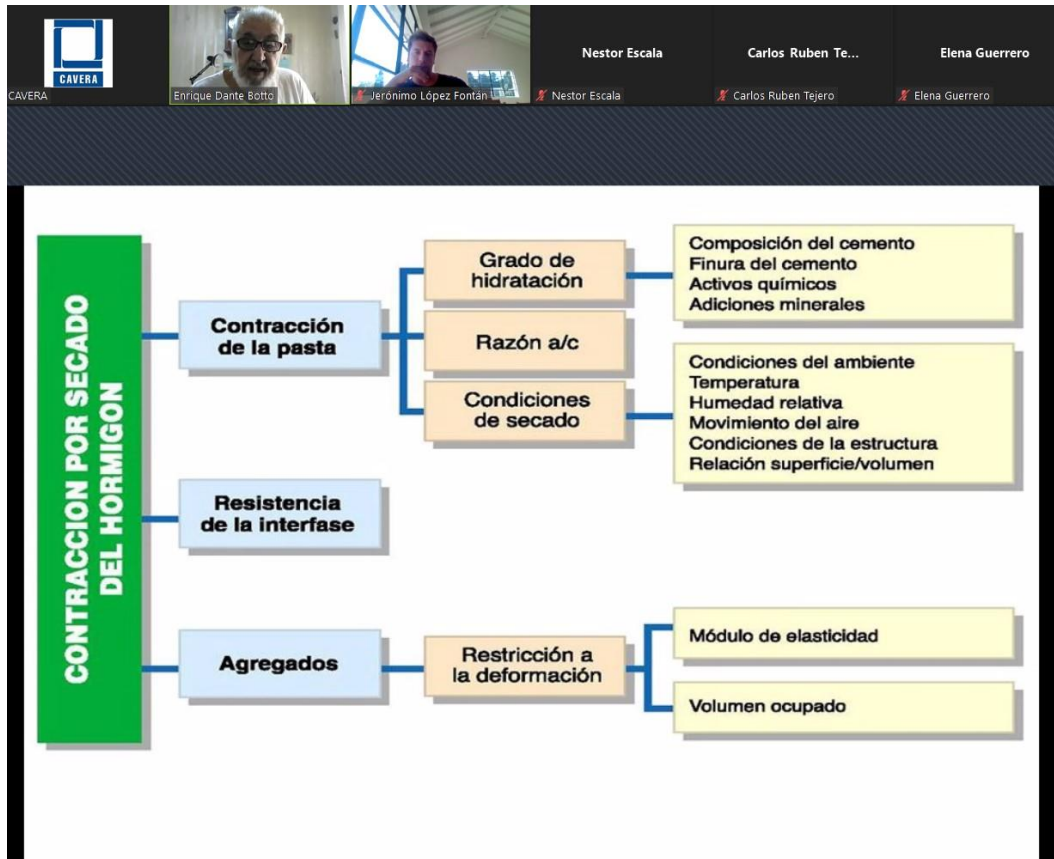 CAVERA
CAVERA
Enrique Dante Botto
Jerónimo López Fontán
Nestor Escala
Nestor Escala
Carlos Ruben Te...
Carlos Ruben Tejero
Elena Guerrero
Elena Guerrero
CONTRACCION POR SECADO
DEL HORMIGON
Contracción
de la pasta
Grado de
hidratación
Composición del cemento
Finura del cemento
Activos químicos
Adiciones minerales
Razón a/c
Condiciones
de secado
Condiciones del ambiente
Temperatura
Humedad relativa
Movimiento del aire
Condiciones de la estructura
Relación superficie/volumen
Resistencia
de la interfase
Agregados
Restricción a
la deformación
Módulo de elasticidad
Volumen ocupado